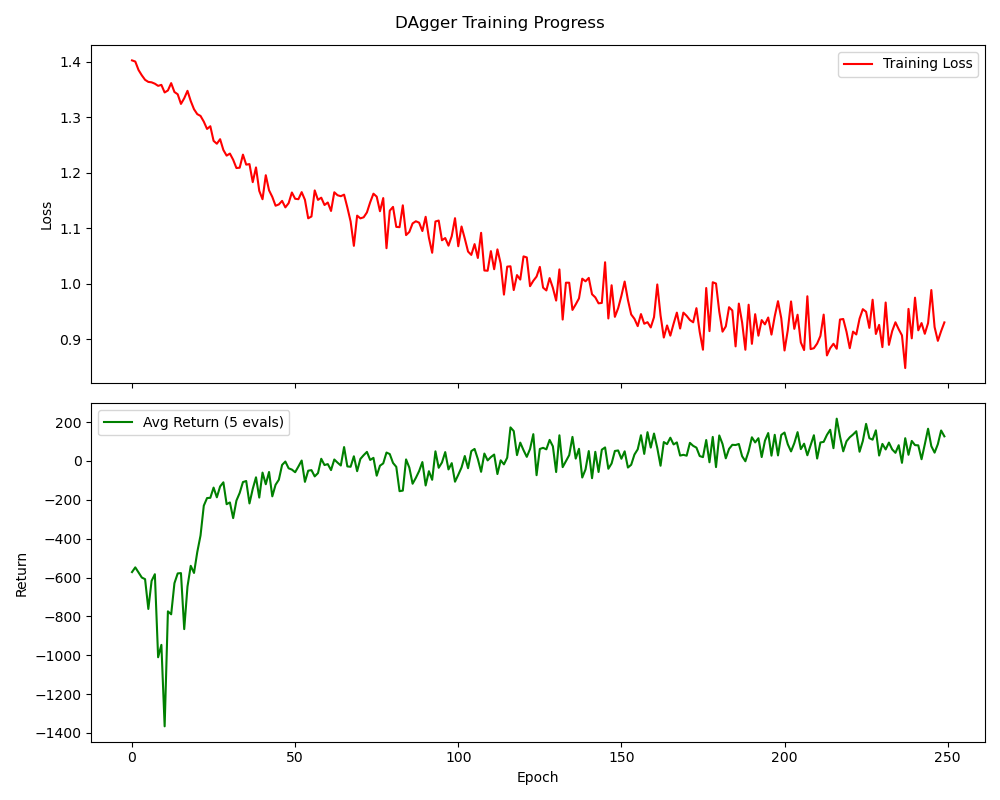 DAgger Training Progress
1.4
1.3
1.2
1.1
1.0
0.9
Loss
Training Loss
200
0
−200
−400
−600
−800
−1000
−1200
−1400
Return
Avg Return (5 evals)
0 50 100 150 200 250
Epoch